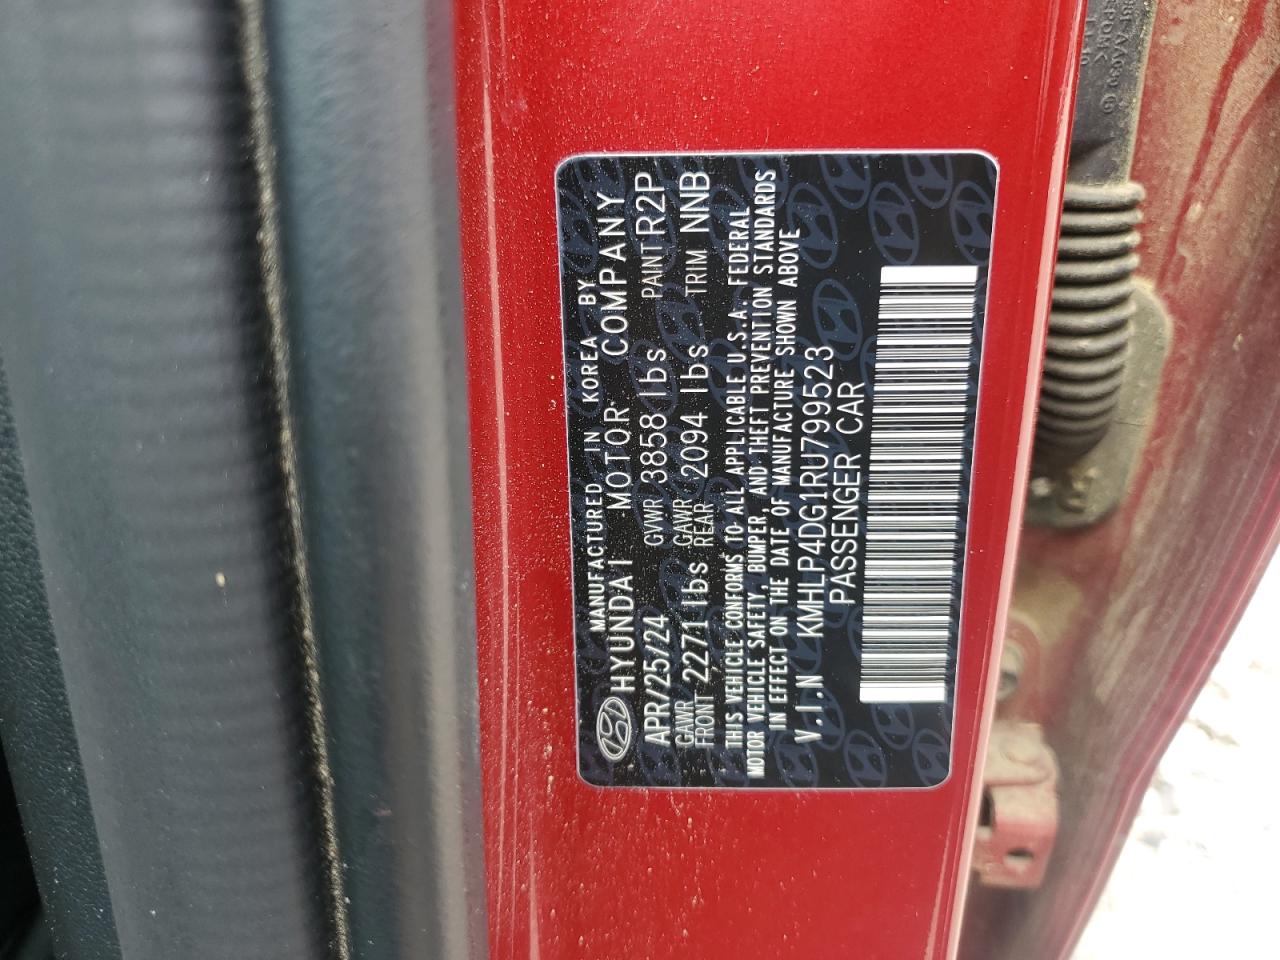 MANUFACTURED IN KOREA BY
HYUNDAI MOTOR COMPANY
APR/25/24 GVWR 3858 lbs PAINT R2P
GAWR FRONT 2271 lbs GAWR REAR 2094 lbs TRIM NNB
THIS VEHICLE CONFORMS TO ALL APPLICABLE U.S.A. FEDERAL
MOTOR VEHICLE SAFETY, BUMPER, AND THEFT PREVENTION STANDARDS
IN EFFECT ON THE DATE OF MANUFACTURE SHOWN ABOVE
V.I.N KMHLP4DG1RU799523
PASSENGER CAR